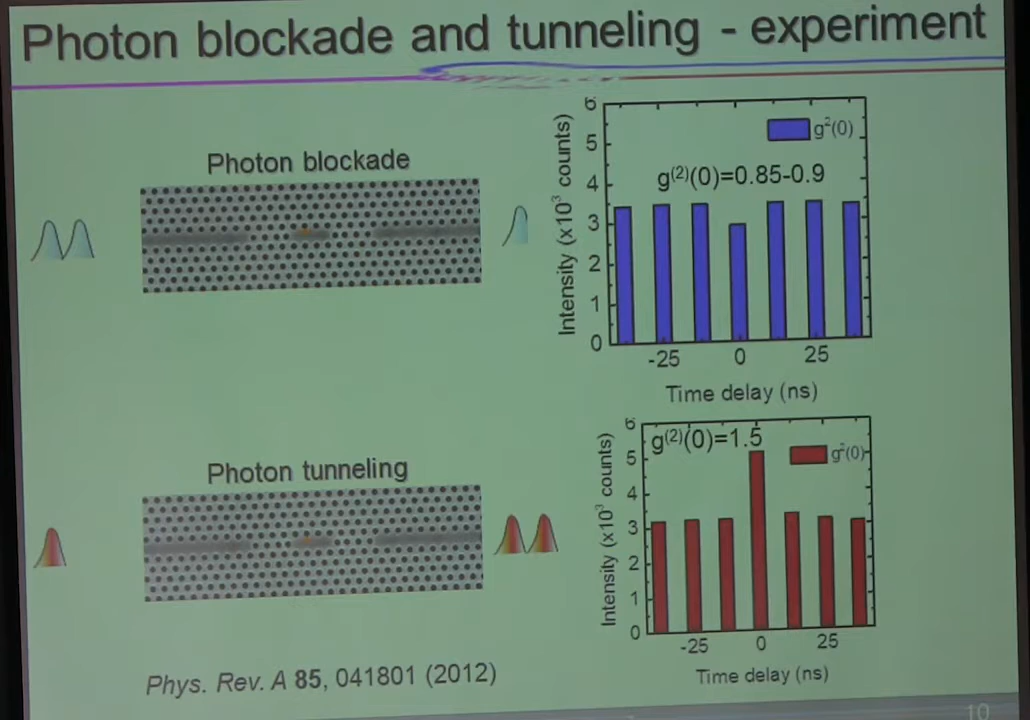 Photon blockade and tunneling - experiment
Photon blockade
Intensity (x10³ counts)
6
5
4
3
2
1
0
g²(0)
g⁽²⁾(0)=0.85-0.9
-25 0 25
Time delay (ns)
Photon tunneling
Intensity (x10³ counts)
6
5
4
3
2
1
0
g⁽²⁾(0)=1.5
g²(0)
-25 0 25
Time delay (ns)
Phys. Rev. A 85, 041801 (2012)
10